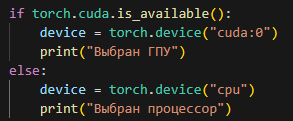 if torch.cuda.is_available():
    device = torch.device("cuda:0")
    print("Выбран ГПУ")
else:
    device = torch.device("cpu")
    print("Выбран процессор")